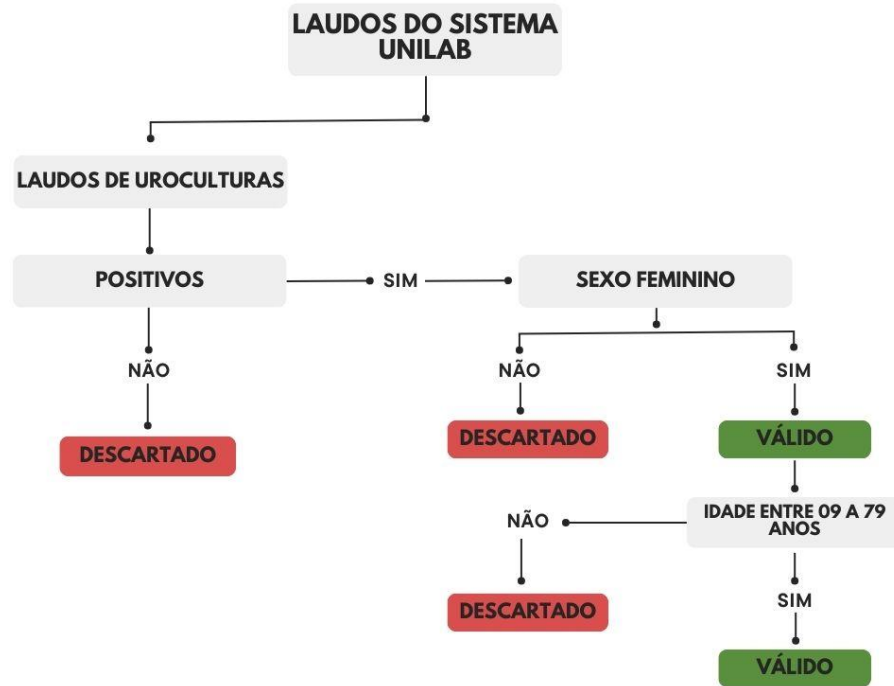 LAUDOS DO SISTEMA
UNILAB
LAUDOS DE UROCULTURAS
POSITIVOS
SIM
SEXO FEMININO
NÃO
NÃO
SIM
DESCARTADO
DESCARTADO
VÁLIDO
IDADE ENTRE 09 A 79
ANOS
NÃO
DESCARTADO
SIM
VÁLIDO